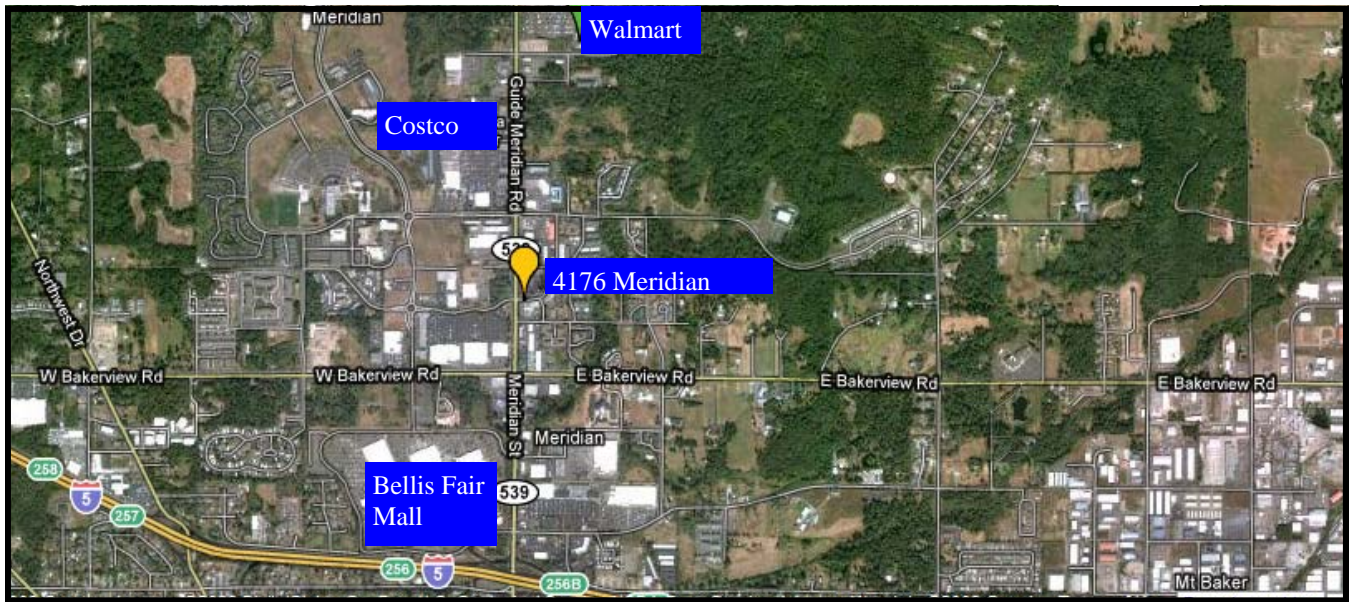 Meridian
Walmart
Guide Meridian Rd
Costco
4176 Meridian
Northwest Dr
W Bakerview Rd
W Bakerview Rd
E Bakerview Rd
E Bakerview Rd
E Bakerview Rd
Meridian St
Meridian
Bellis Fair
Mall
539
258
5
257
256
5
256B
Mt Baker